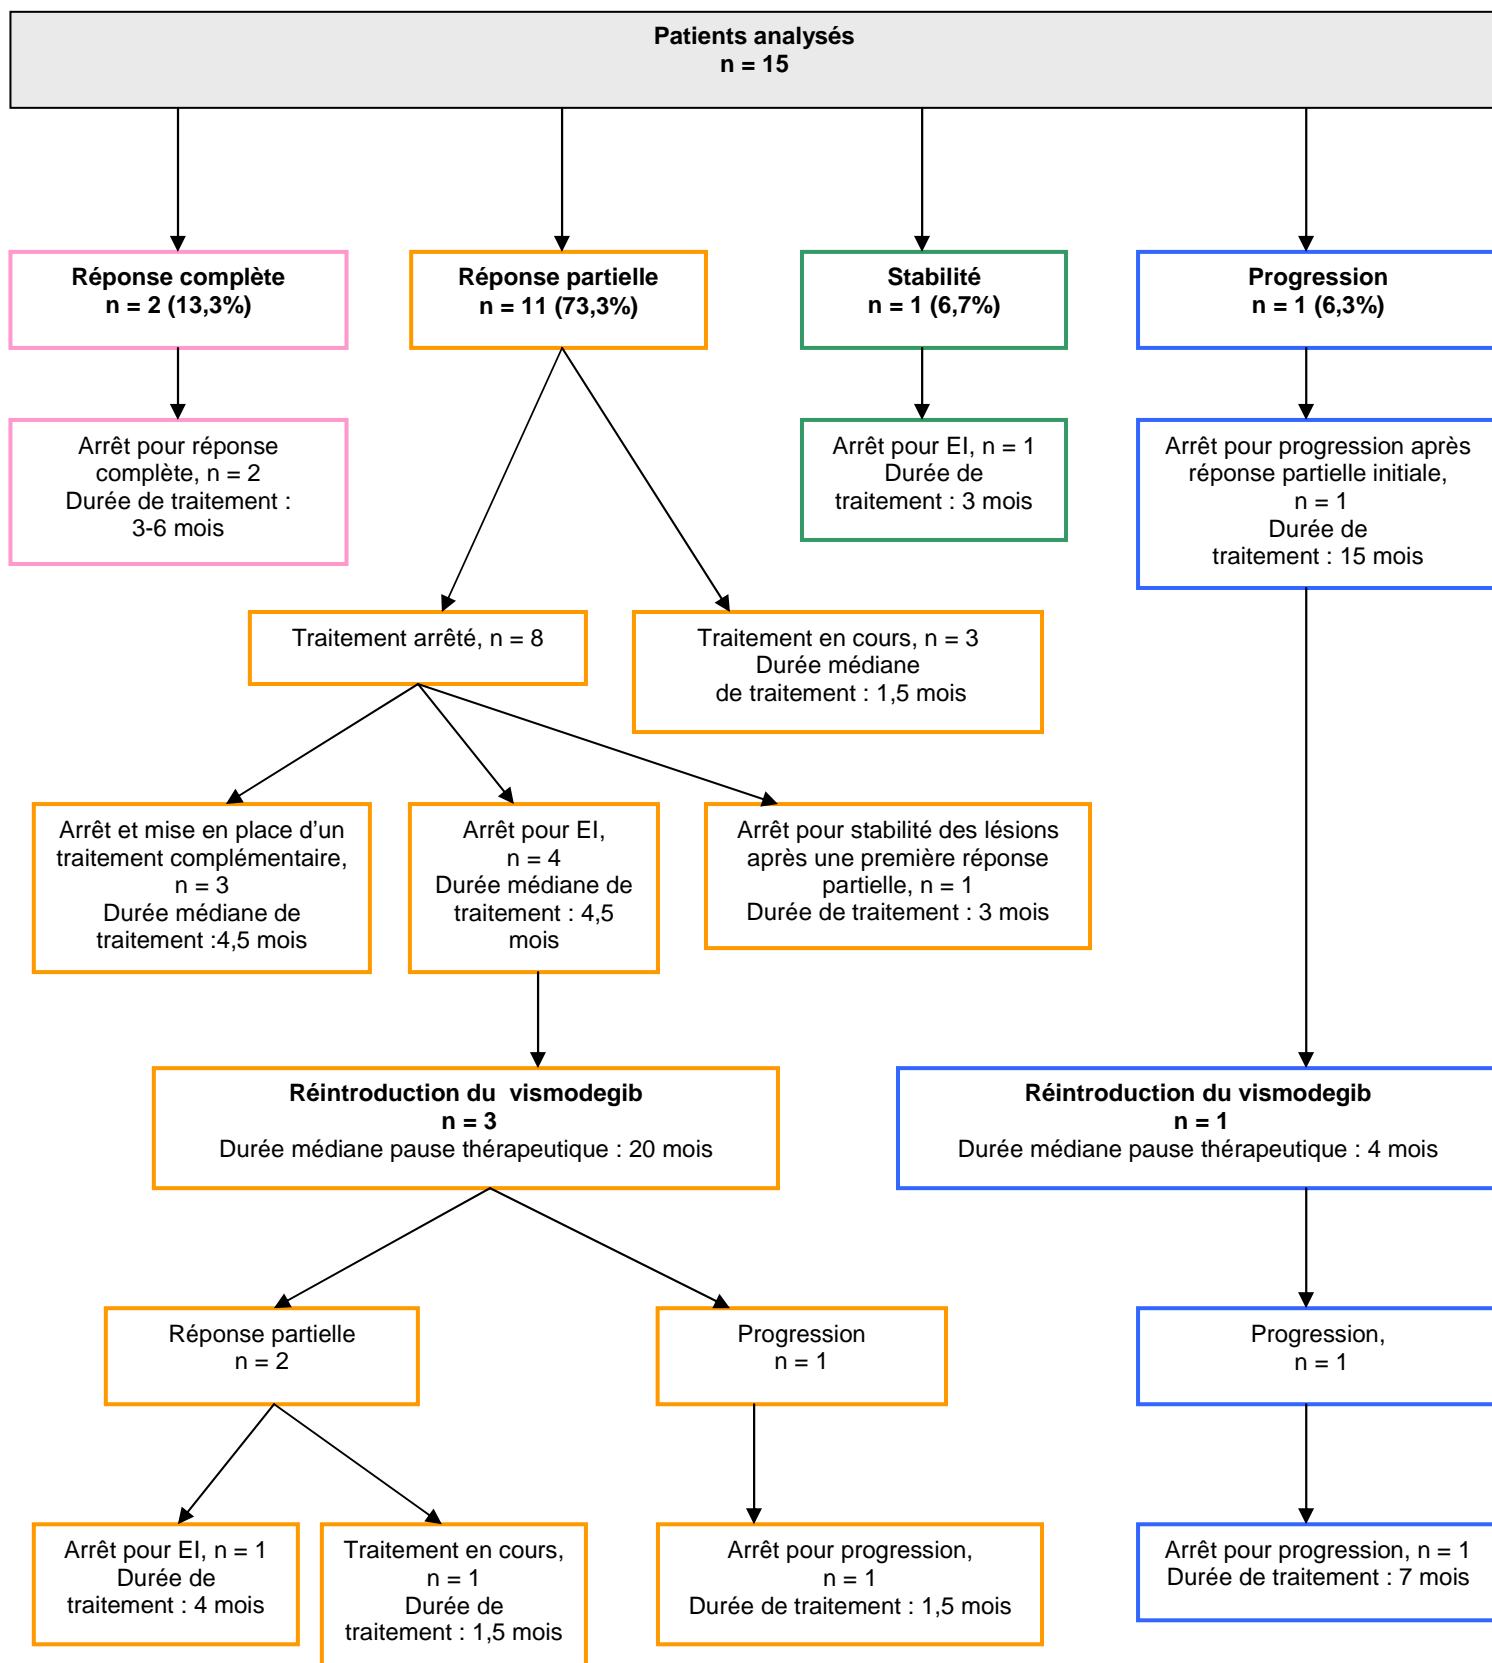 Patients analysés
n = 15
Réponse complète
n = 2 (13,3%)
Réponse partielle
n = 11 (73,3%)
Stabilité
n = 1 (6,7%)
Progression
n = 1 (6,3%)
Arrêt pour réponse
complète, n = 2
Durée de traitement :
3-6 mois
Arrêt pour EI, n = 1
Durée de
traitement : 3 mois
Arrêt pour progression après
réponse partielle initiale,
n = 1
Durée de
traitement : 15 mois
Traitement arrêté, n = 8
Traitement en cours, n = 3
Durée médiane
de traitement : 1,5 mois
Arrêt et mise en place d’un
traitement complémentaire,
n = 3
Durée médiane de
traitement :4,5 mois
Arrêt pour EI,
n = 4
Durée médiane de
traitement : 4,5
mois
Arrêt pour stabilité des lésions
après une première réponse
partielle, n = 1
Durée de traitement : 3 mois
Réintroduction du  vismodegib
n = 3
Durée médiane pause thérapeutique : 20 mois
Réintroduction du vismodegib
n = 1
Durée médiane pause thérapeutique : 4 mois
Réponse partielle
n = 2
Progression
n = 1
Progression,
n = 1
Arrêt pour EI, n = 1
Durée de
traitement : 4 mois
Traitement en cours,
n = 1
Durée de
traitement : 1,5 mois
Arrêt pour progression,
n = 1
Durée de traitement : 1,5 mois
Arrêt pour progression, n = 1
Durée de traitement : 7 mois